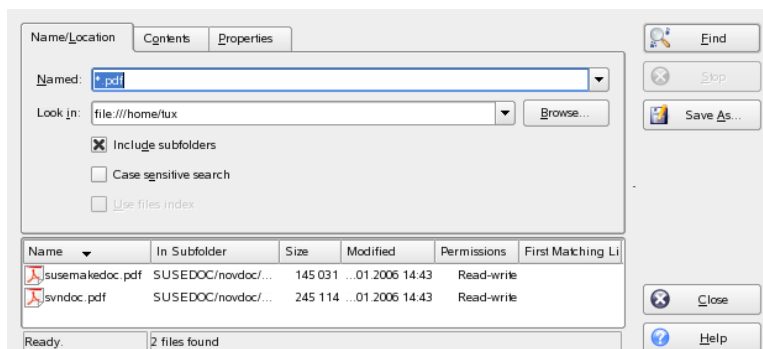 Name/Location Contents Properties
Named: *.pdf
Look in: file:///home/tux Browse...
Include subfolders
Case sensitive search
Use files index
Find
Stop
Save As...
Name In Subfolder Size Modified Permissions First Matching Li
susemakedoc.pdf SUSEDOC/novdoc/... 145 031 ...01.2006 14:43 Read-write
svndoc.pdf SUSEDOC/novdoc/... 245 114 ...01.2006 14:43 Read-write
Close
Help
Ready. 2 files found